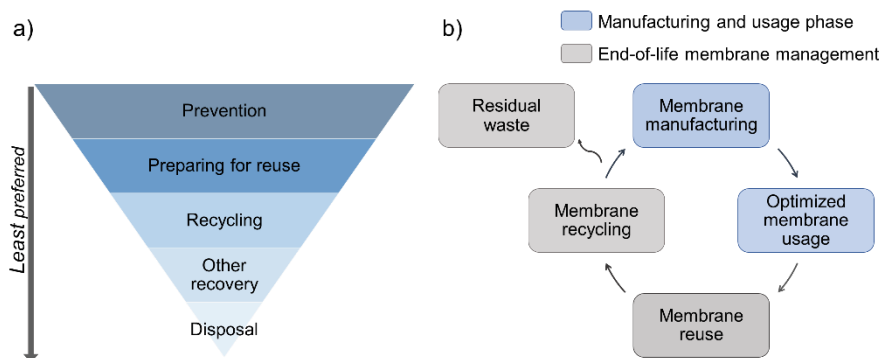 a)
Least preferred
Prevention
Preparing for reuse
Recycling
Other
recovery
Disposal
b)
Manufacturing and usage phase
End-of-life membrane management
Residual
waste
Membrane
manufacturing
Membrane
recycling
Optimized
membrane
usage
Membrane
reuse